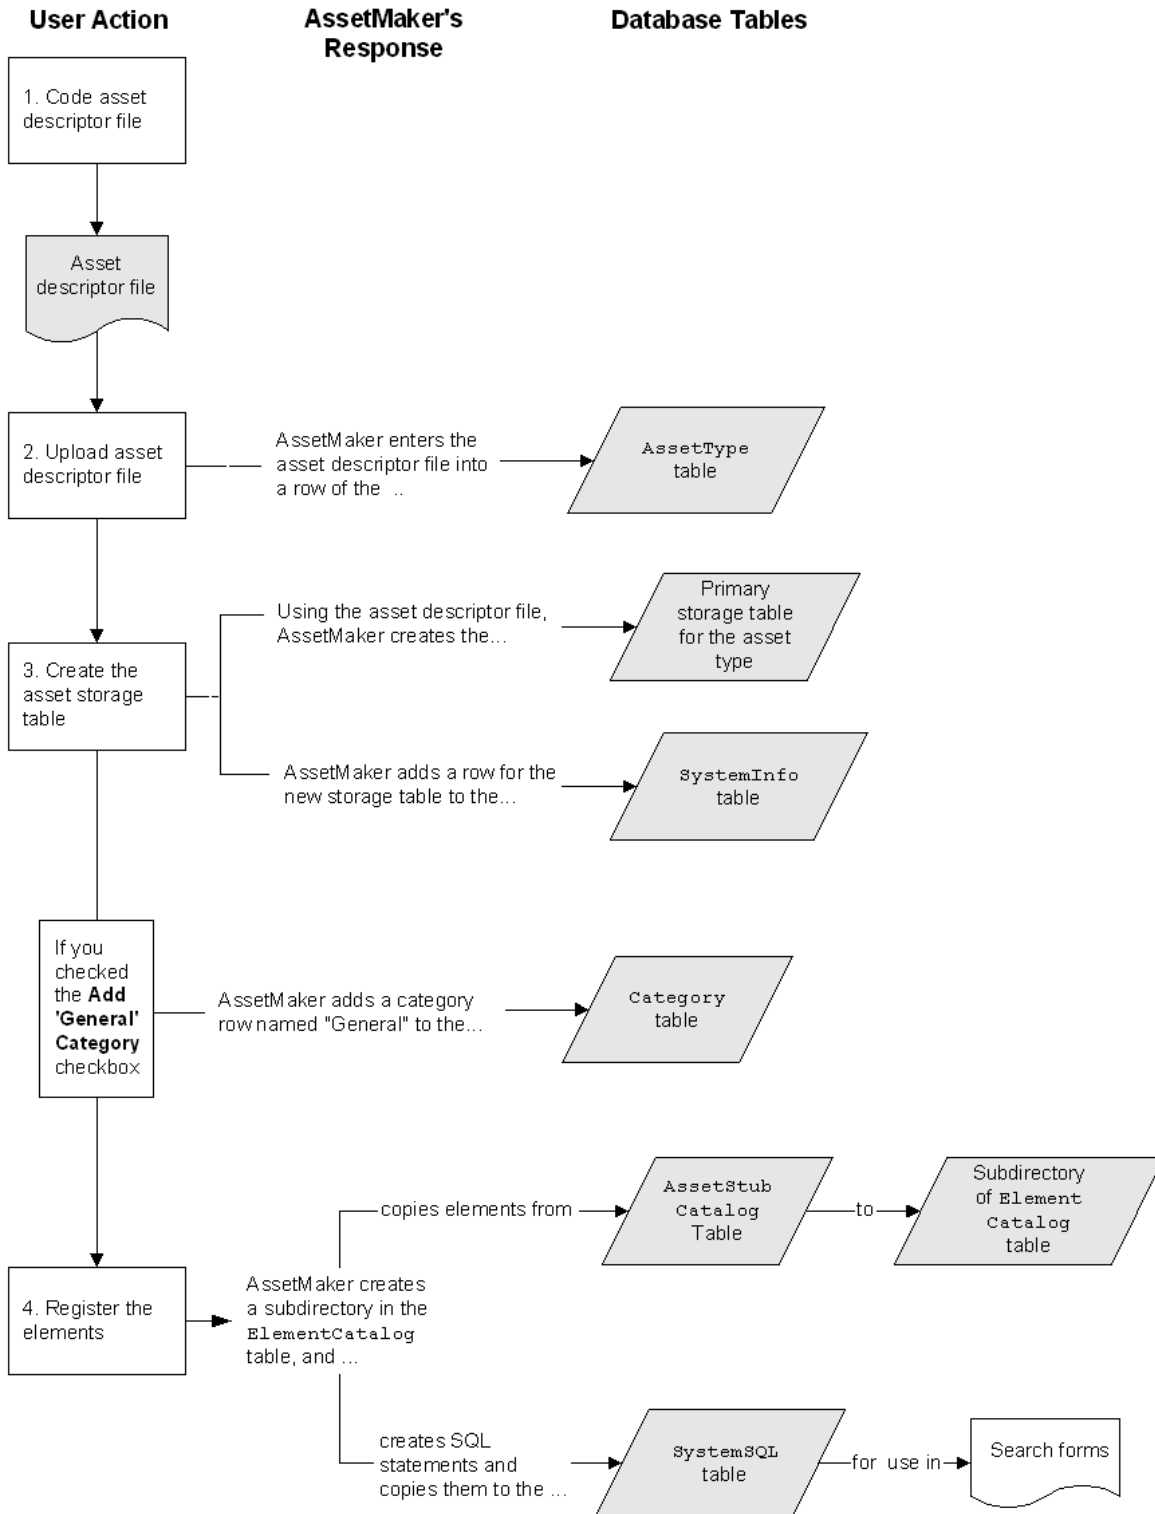 User Action
AssetMaker's
Response
Database Tables
1. Code asset
descriptor file
Asset
descriptor file
2. Upload asset
descriptor file
AssetMaker enters the
asset descriptor file into
a row of the ..
AssetType
table
3. Create the
asset storage
table
Using the asset descriptor file,
AssetMaker creates the...
Primary
storage table
for the asset
type
AssetMaker adds a row for the
new storage table to the...
SystemInfo
table
If you
checked
the Add
'General'
Category
checkbox
AssetMaker adds a category
row named "General" to the...
Category
table
4. Register the
elements
AssetMaker creates
a subdirectory in the
ElementCatalog
table, and ...
copies elements from
AssetStub
Catalog
Table
to
Subdirectory
of Element
Catalog
table
creates SQL
statements and
copies them to the ...
SystemSQL
table
for use in
Search forms